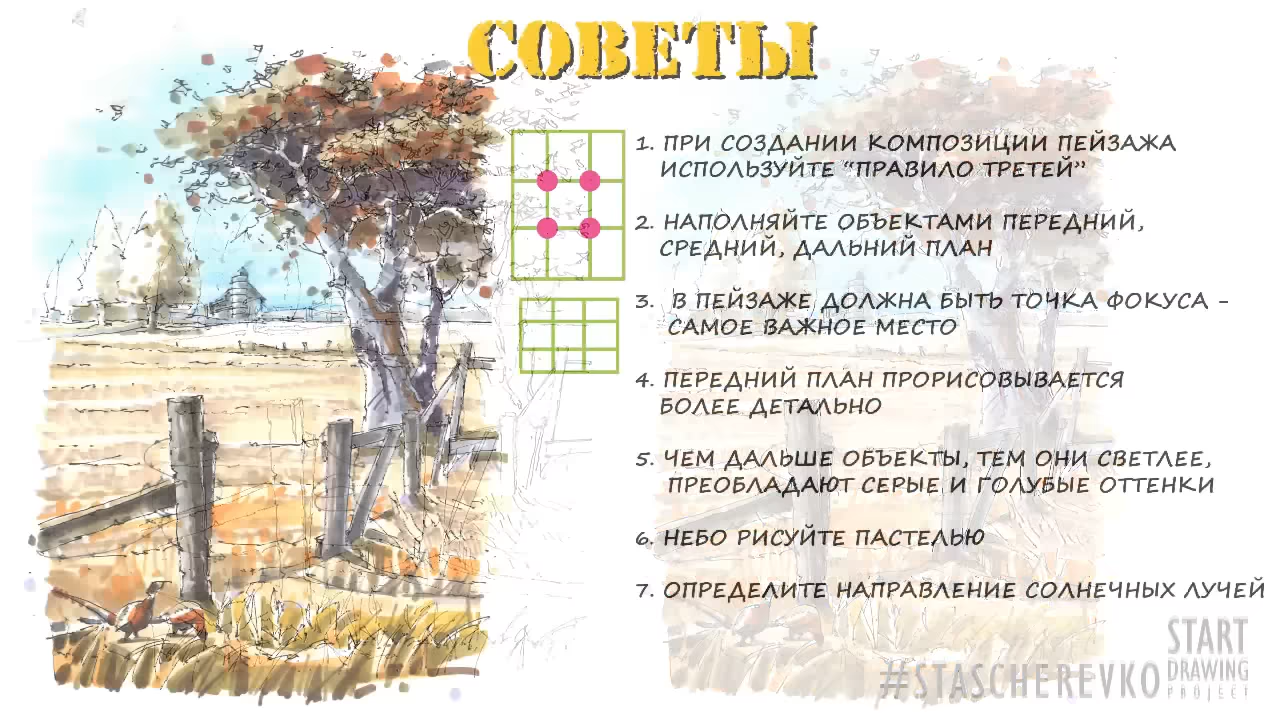 СОВЕТЫ
1. ПРИ СОЗДАНИИ КОМПОЗИЦИИ ПЕЙЗАЖА
ИСПОЛЬЗУЙТЕ “ПРАВИЛО ТРЕТЕЙ”
2. НАПОЛНЯЙТЕ ОБЪЕКТАМИ ПЕРЕДНИЙ,
СРЕДНИЙ, ДАЛЬНИЙ ПЛАН
3. В ПЕЙЗАЖЕ ДОЛЖНА БЫТЬ ТОЧКА ФОКУСА -
САМОЕ ВАЖНОЕ МЕСТО
4. ПЕРЕДНИЙ ПЛАН ПРОРИСОВЫВАЕТСЯ
БОЛЕЕ ДЕТАЛЬНО
5. ЧЕМ ДАЛЬШЕ ОБЪЕКТЫ, ТЕМ ОНИ СВЕТЛЕЕ,
ПРЕОБЛАДАЮТ СЕРЫЕ И ГОЛУБЫЕ ОТТЕНКИ
6. НЕБО РИСУЙТЕ ПАСТЕЛЬЮ
7. ОПРЕДЕЛИТЕ НАПРАВЛЕНИЕ СОЛНЕЧНЫХ ЛУЧЕЙ
#STASCHEREVKO
START
DRAWING
PROJECT